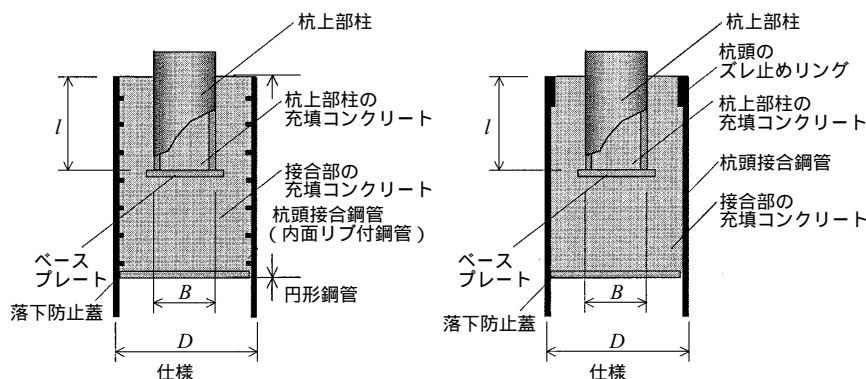 杭上部柱
l
杭上部柱の
充填コンクリート
接合部の
充填コンクリート
杭頭接合鋼管
(内面リブ付鋼管)
ベース
プレート
B
円形鋼管
落下防止蓋
D
仕様
杭上部柱
杭頭の
ズレ止めリング
l
杭上部柱の
充填コンクリート
杭頭接合鋼管
接合部の
充填コンクリート
ベース
プレート
B
落下防止蓋
D
仕様